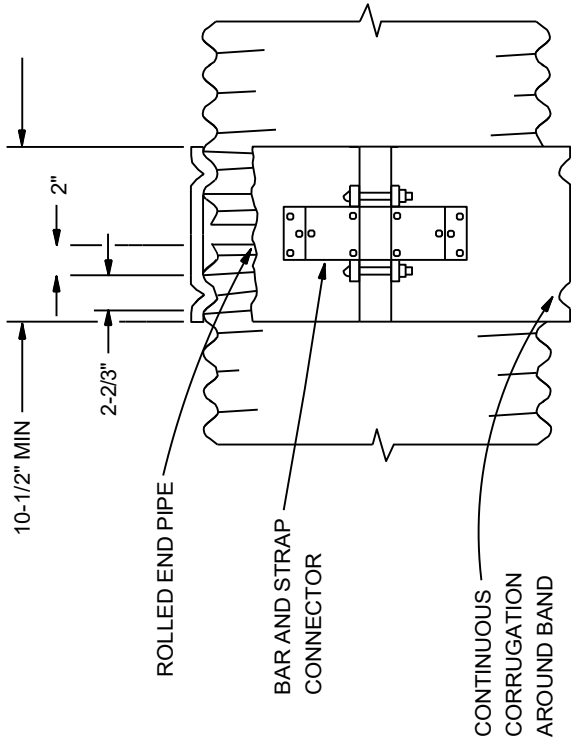 10-1/2" MIN
2"
2-2/3"
ROLLED END PIPE
BAR AND STRAP
CONNECTOR
CONTINUOUS
CORRUGATION
AROUND BAND